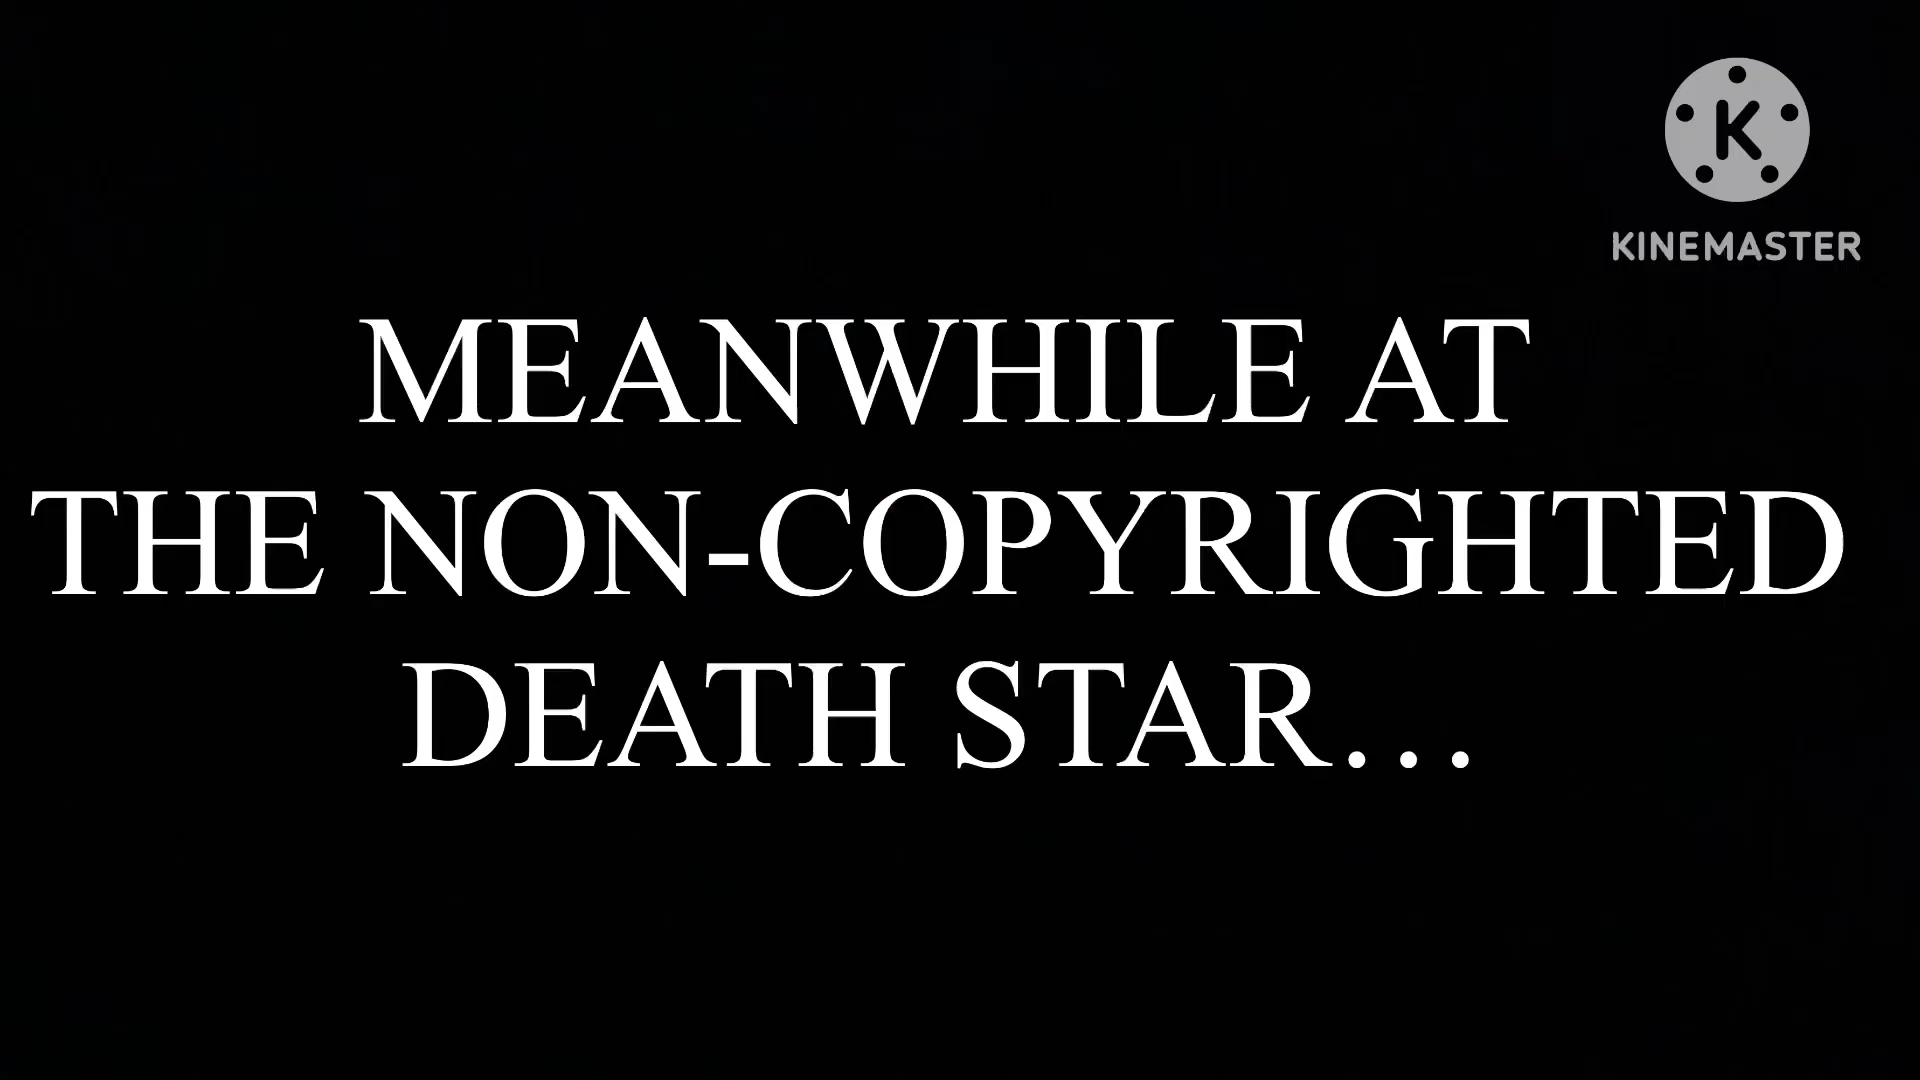 K
KINEMASTER
MEANWHILE AT
THE NON-COPYRIGHTED
DEATH STAR...